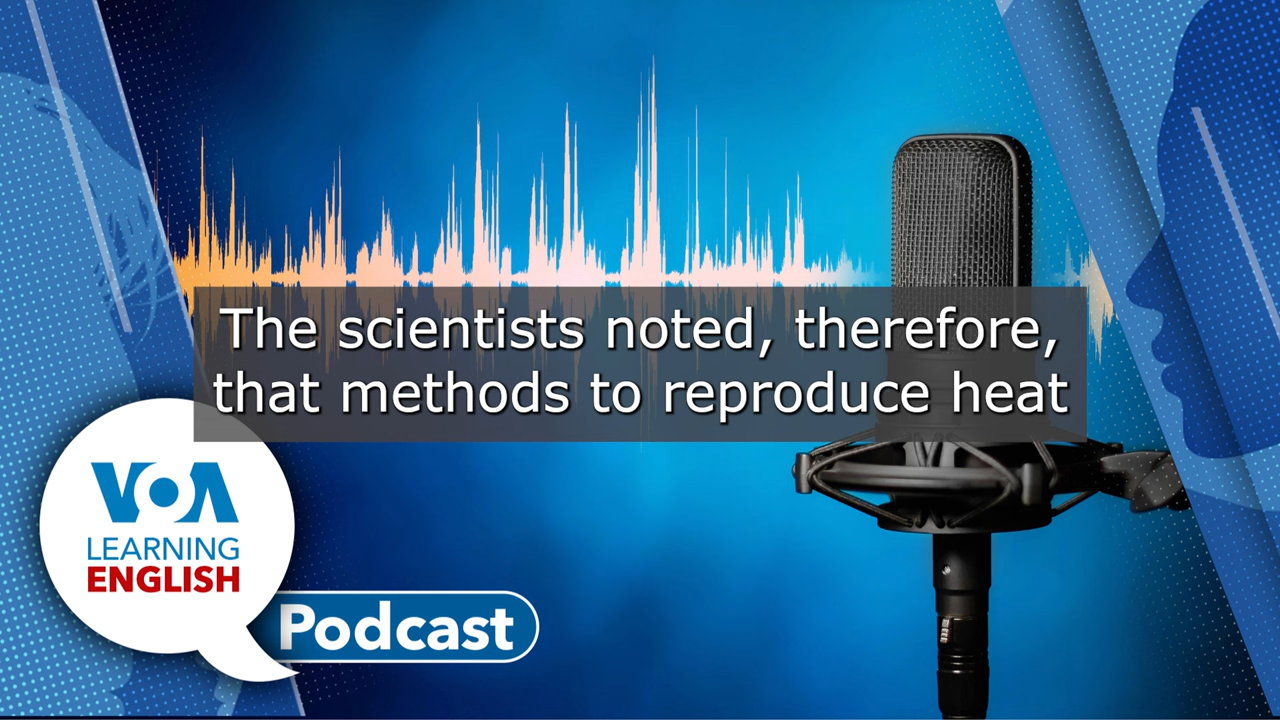 The scientists noted, therefore,
that methods to reproduce heat
VOA
LEARNING
ENGLISH
Podcast